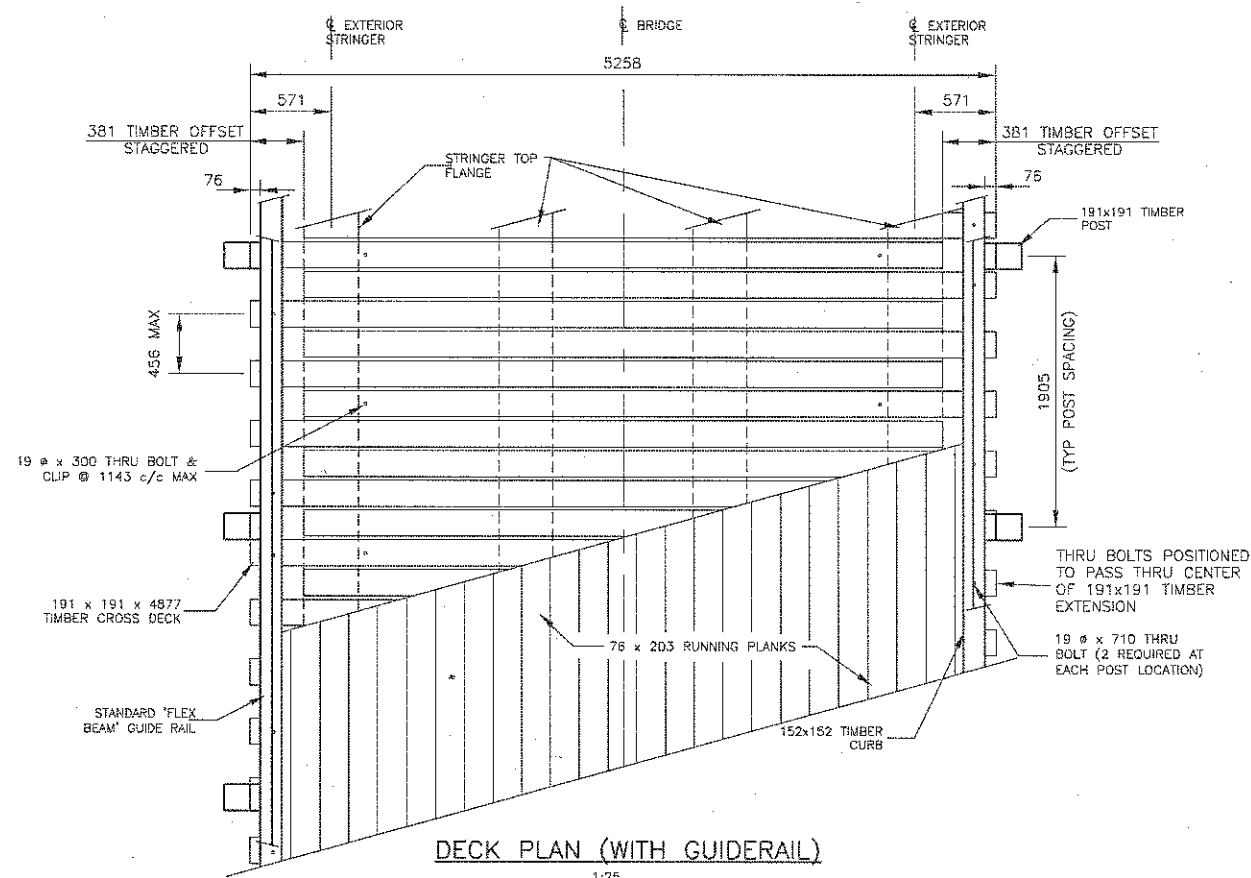 ℄ EXTERIOR
STRINGER
℄ BRIDGE
℄ EXTERIOR
STRINGER
5258
571
571
381 TIMBER OFFSET
STAGGERED
381 TIMBER OFFSET
STAGGERED
76
76
STRINGER TOP
FLANGE
191x191 TIMBER
POST
456 MAX
1905
(TYP POST SPACING)
19 ø x 300 THRU BOLT &
CLIP @ 1143 c/c MAX
191 x 191 x 4877
TIMBER CROSS DECK
THRU BOLTS POSITIONED
TO PASS THRU CENTER
OF 191x191 TIMBER
EXTENSION
76 x 203 RUNNING PLANKS
19 ø x 710 THRU
BOLT (2 REQUIRED AT
EACH POST LOCATION)
STANDARD 'FLEX
BEAM' GUIDE RAIL
152x152 TIMBER
CURB
DECK PLAN (WITH GUIDERAIL)
1:25